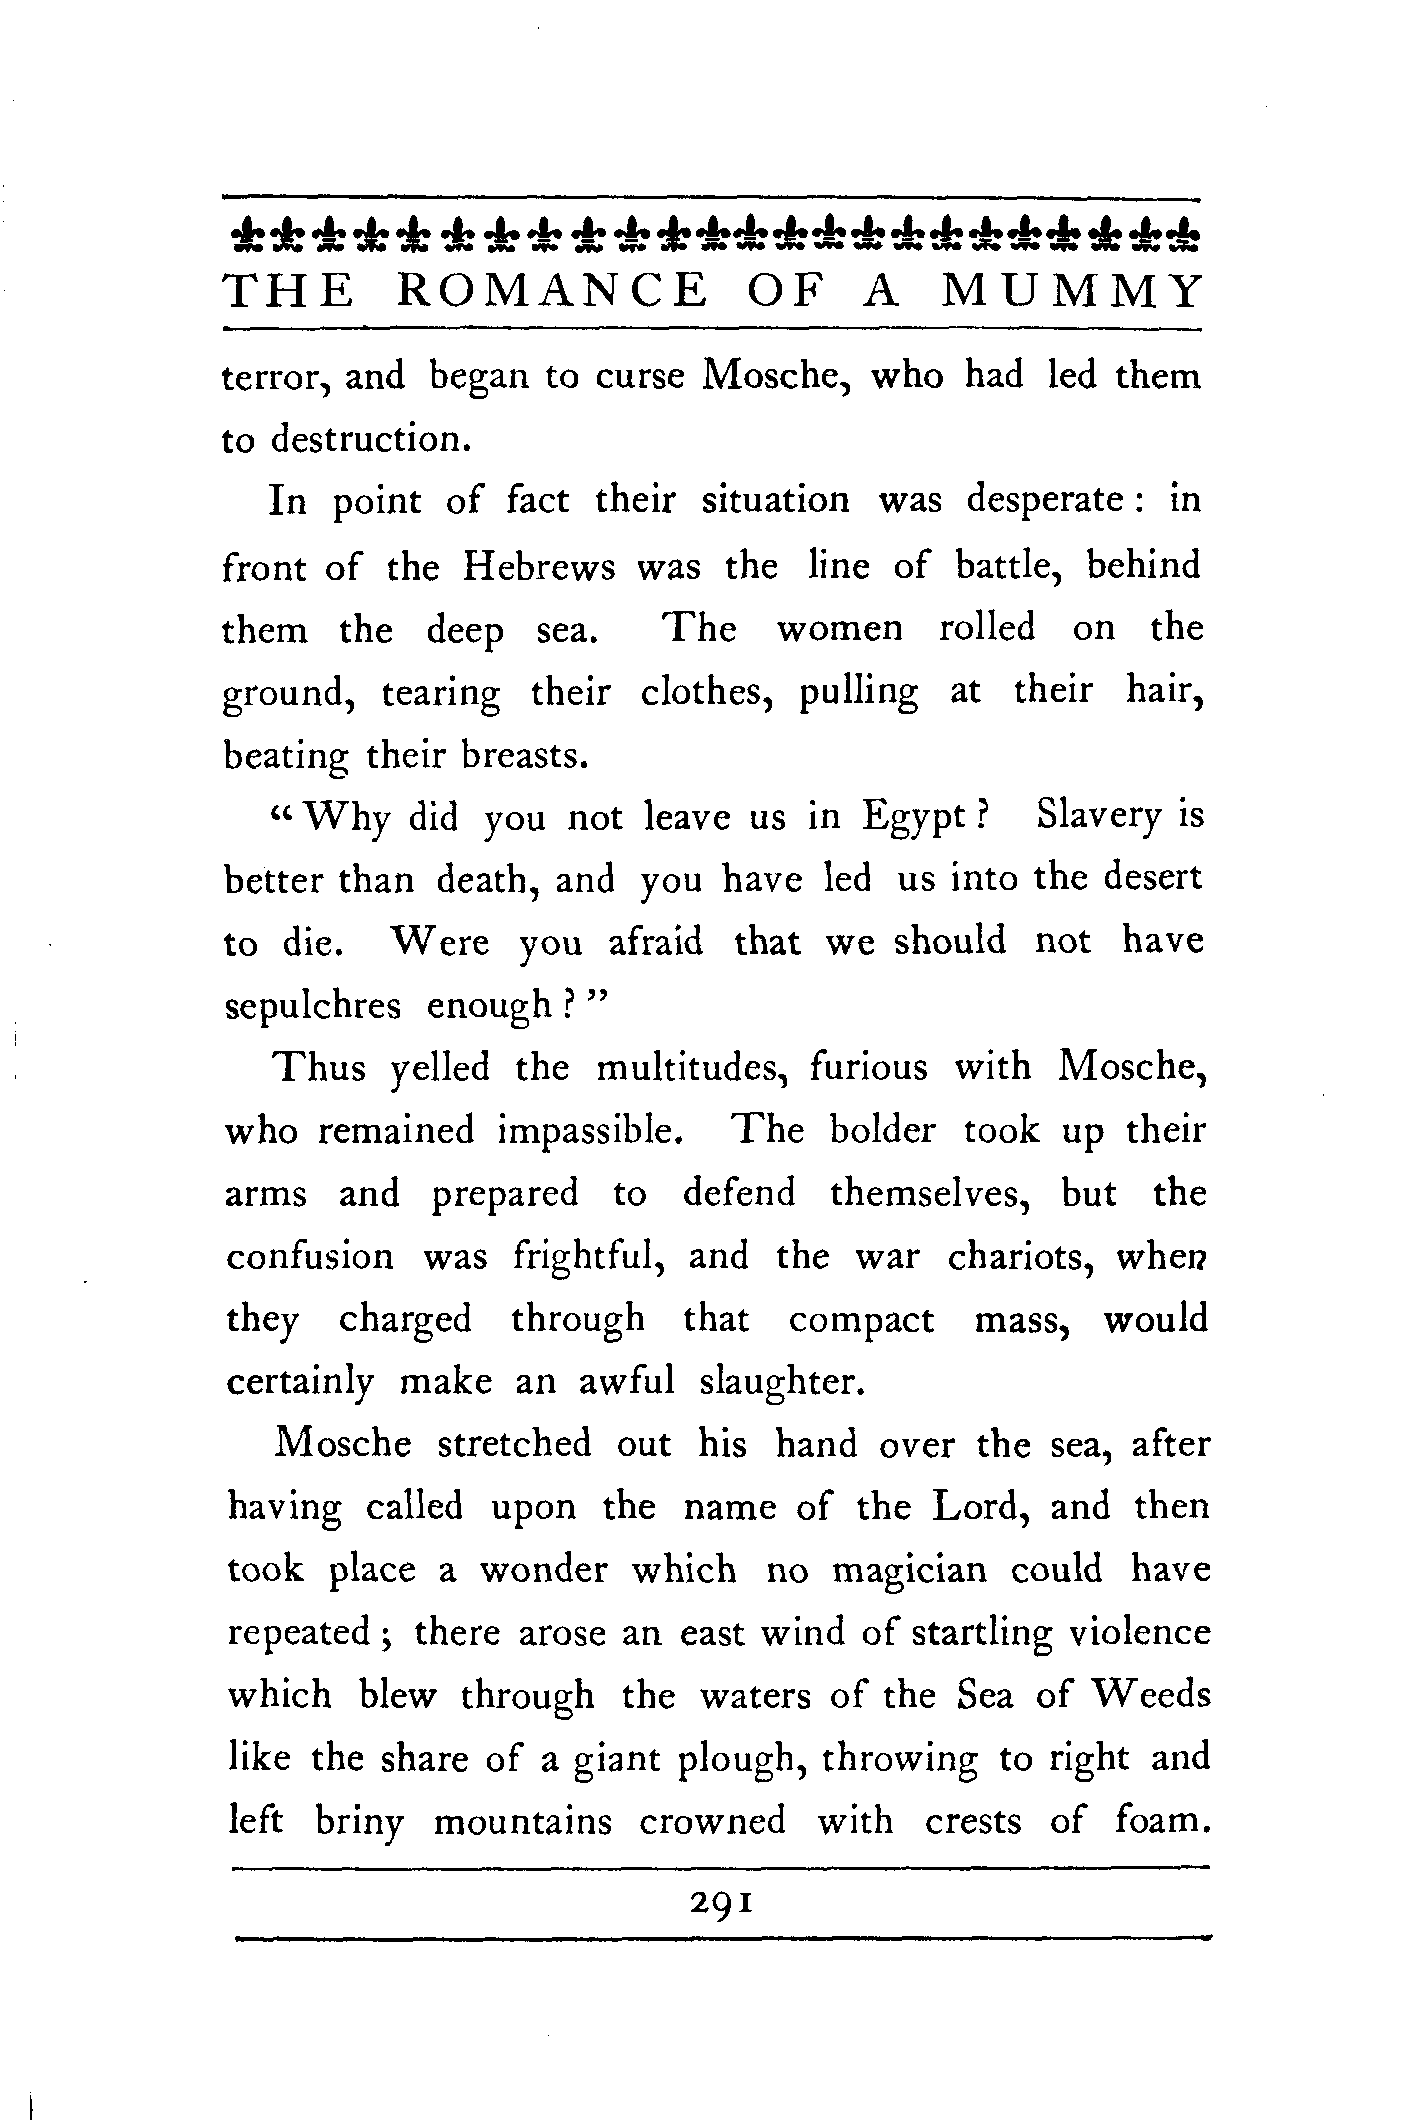 THE ROMANCE OF A MUMMY
terror, and began to curse Mosche, who had led them
to destruction.
In point of fact their situation was desperate : in
front of the Hebrews was the line of battle, behind
them the deep sea. The women rolled on the
ground, tearing their clothes, pulling at their hair,
beating their breasts.
“ Why did you not leave us in Egypt ? Slavery is
better than death, and you have led us into the desert
to die. Were you afraid that we should not have
sepulchres enough ? ”
Thus yelled the multitudes, furious with Mosche,
who remained impassible. The bolder took up their
arms and prepared to defend themselves, but the
confusion was frightful, and the war chariots, when
they charged through that compact mass, would
certainly make an awful slaughter.
Mosche stretched out his hand over the sea, after
having called upon the name of the Lord, and then
took place a wonder which no magician could have
repeated ; there arose an east wind of startling violence
which blew through the waters of the Sea of Weeds
like the share of a giant plough, throwing to right and
left briny mountains crowned with crests of foam.
291